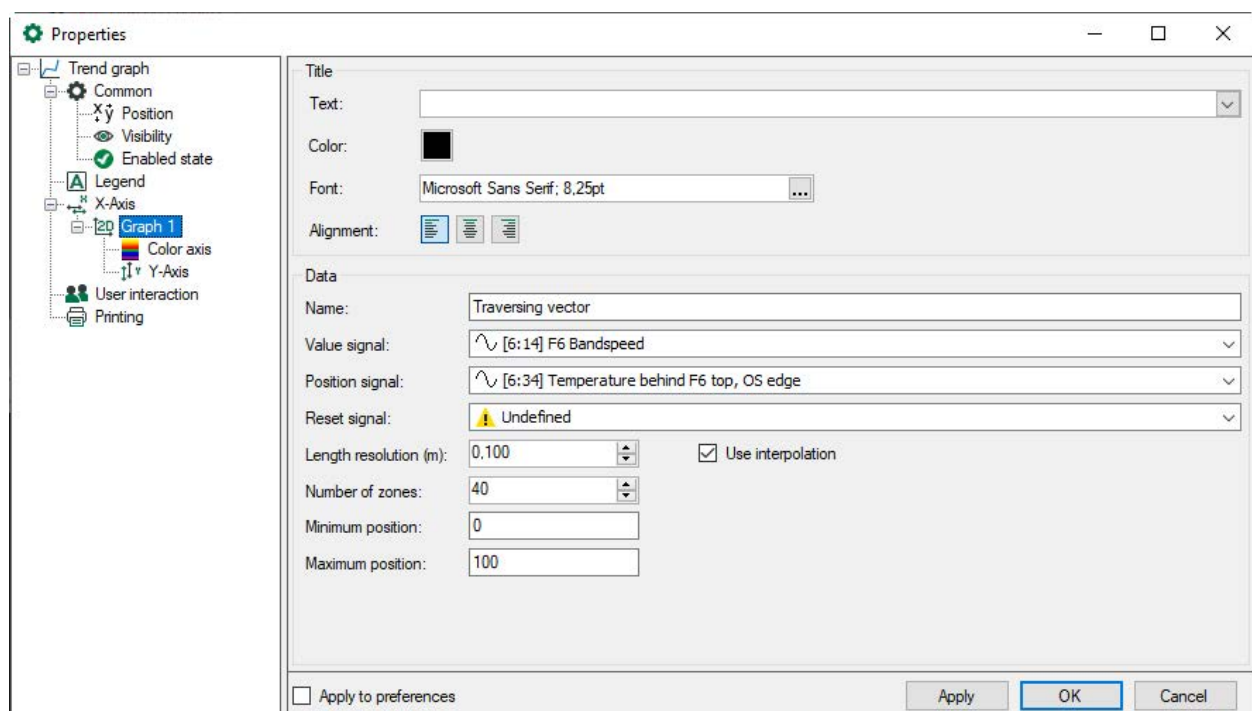 Properties
Trend graph
Common
Position
Visibility
Enabled state
Legend
X-Axis
Graph 1
Color axis
Y-Axis
User interaction
Printing
Title
Text:
Color:
Font: Microsoft Sans Serif; 8,25pt ...
Alignment:
Data
Name: Traversing vector
Value signal: [6:14] F6 Bandspeed
Position signal: [6:34] Temperature behind F6 top, OS edge
Reset signal: Undefined
Length resolution (m): 0,100 Use interpolation
Number of zones: 40
Minimum position: 0
Maximum position: 100
Apply to preferences Apply OK Cancel